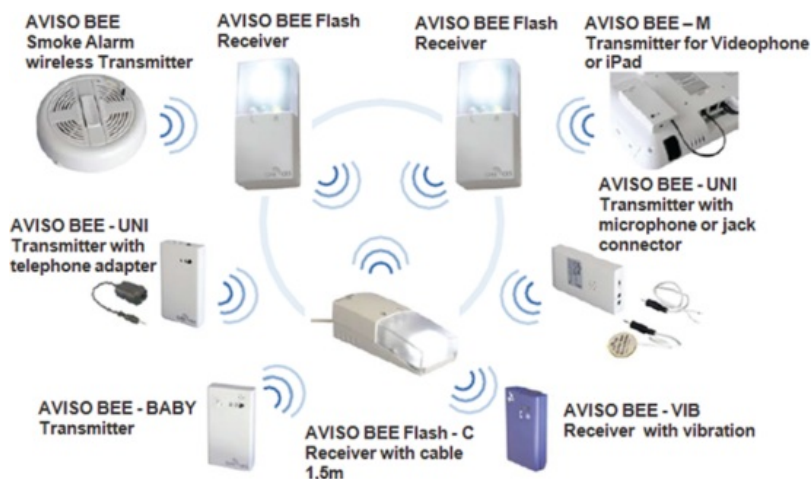 AVISO BEE
Smoke Alarm
wireless Transmitter
AVISO BEE Flash
Receiver
AVISO BEE Flash
Receiver
AVISO BEE – M
Transmitter for Videophone
or iPad
AVISO BEE - UNI
Transmitter with
telephone adapter
AVISO BEE - UNI
Transmitter with
microphone or jack
connector
AVISO BEE - BABY
Transmitter
AVISO BEE Flash - C
Receiver with cable
1,5m
AVISO BEE - VIB
Receiver with vibration